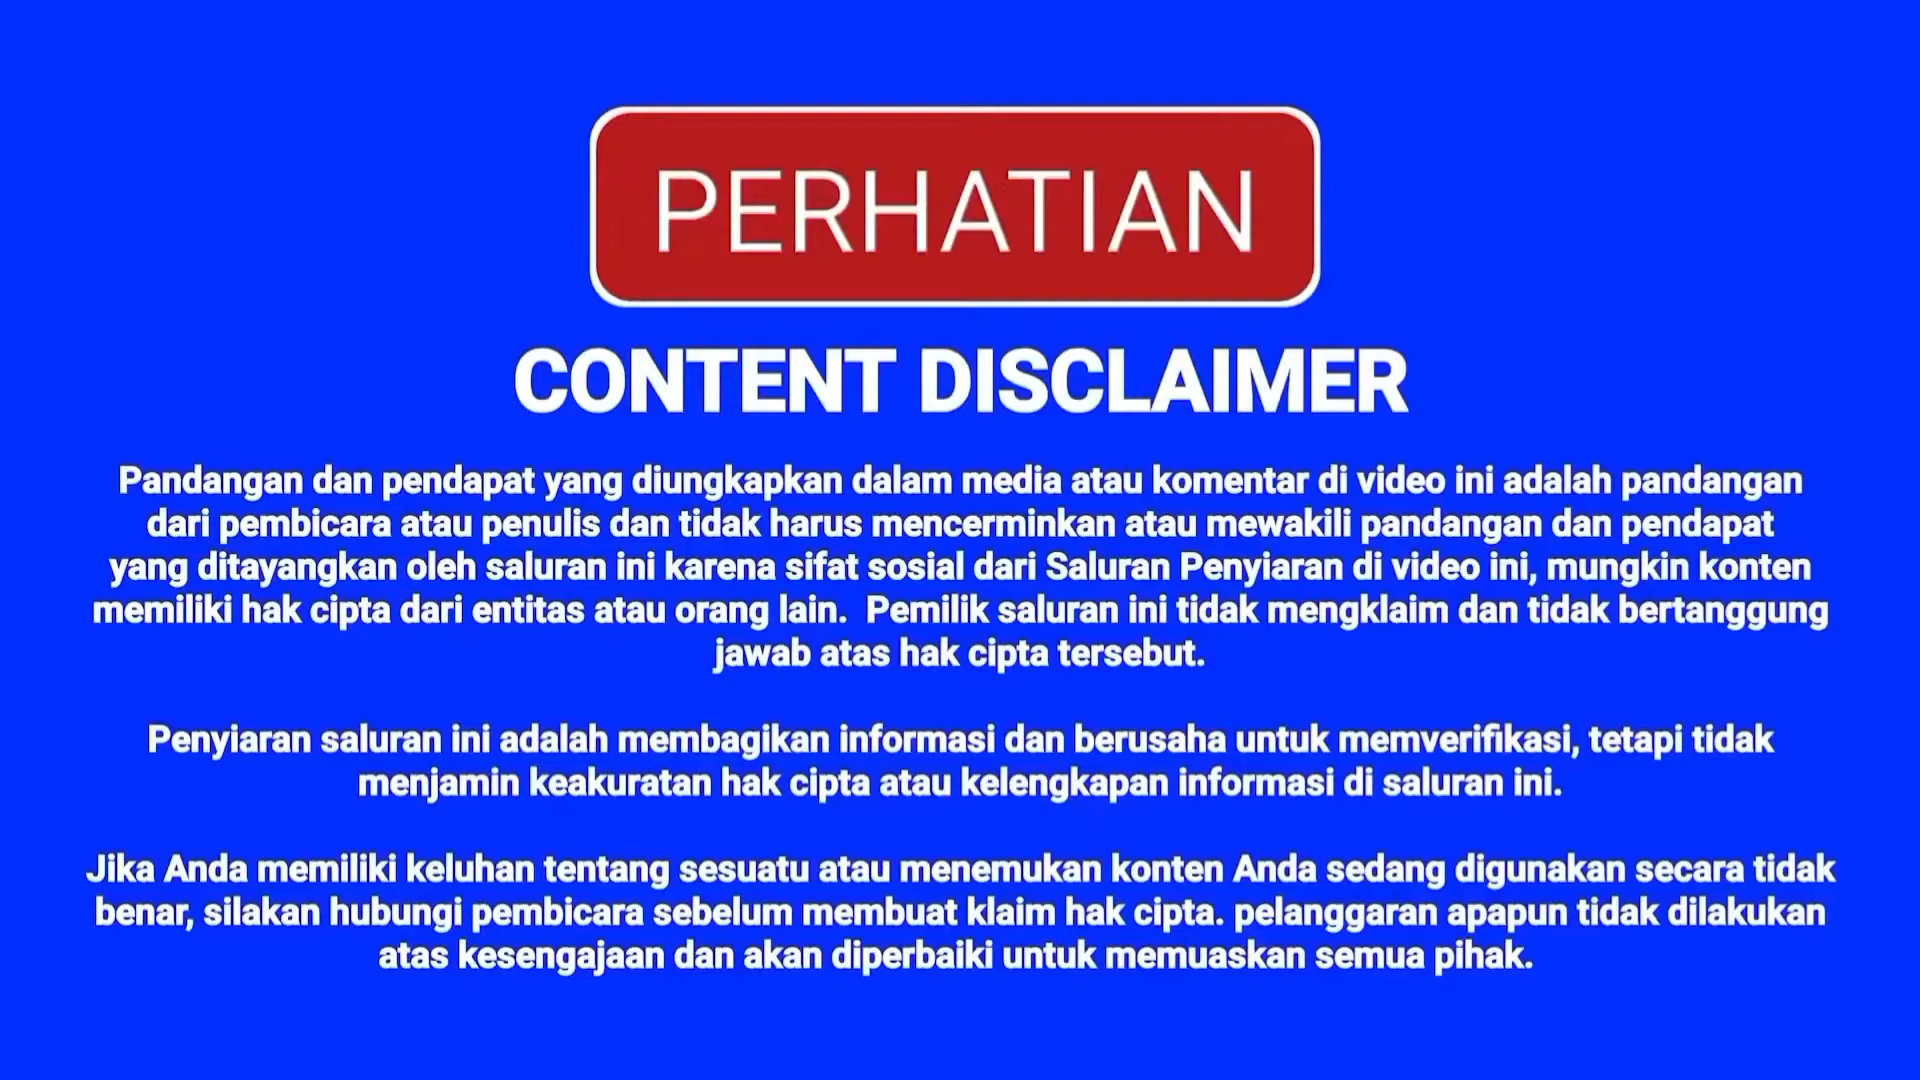 PERHATIAN
CONTENT DISCLAIMER
Pandangan dan pendapat yang diungkapkan dalam media atau komentar di video ini adalah pandangan
dari pembicara atau penulis dan tidak harus mencerminkan atau mewakili pandangan dan pendapat
yang ditayangkan oleh saluran ini karena sifat sosial dari Saluran Penyiaran di video ini, mungkin konten
memiliki hak cipta dari entitas atau orang lain. Pemilik saluran ini tidak mengklaim dan tidak bertanggung
jawab atas hak cipta tersebut.
Penyiaran saluran ini adalah membagikan informasi dan berusaha untuk memverifikasi, tetapi tidak
menjamin keakuratan hak cipta atau kelengkapan informasi di saluran ini.
Jika Anda memiliki keluhan tentang sesuatu atau menemukan konten Anda sedang digunakan secara tidak
benar, silakan hubungi pembicara sebelum membuat klaim hak cipta. pelanggaran apapun tidak dilakukan
atas kesengajaan dan akan diperbaiki untuk memuaskan semua pihak.